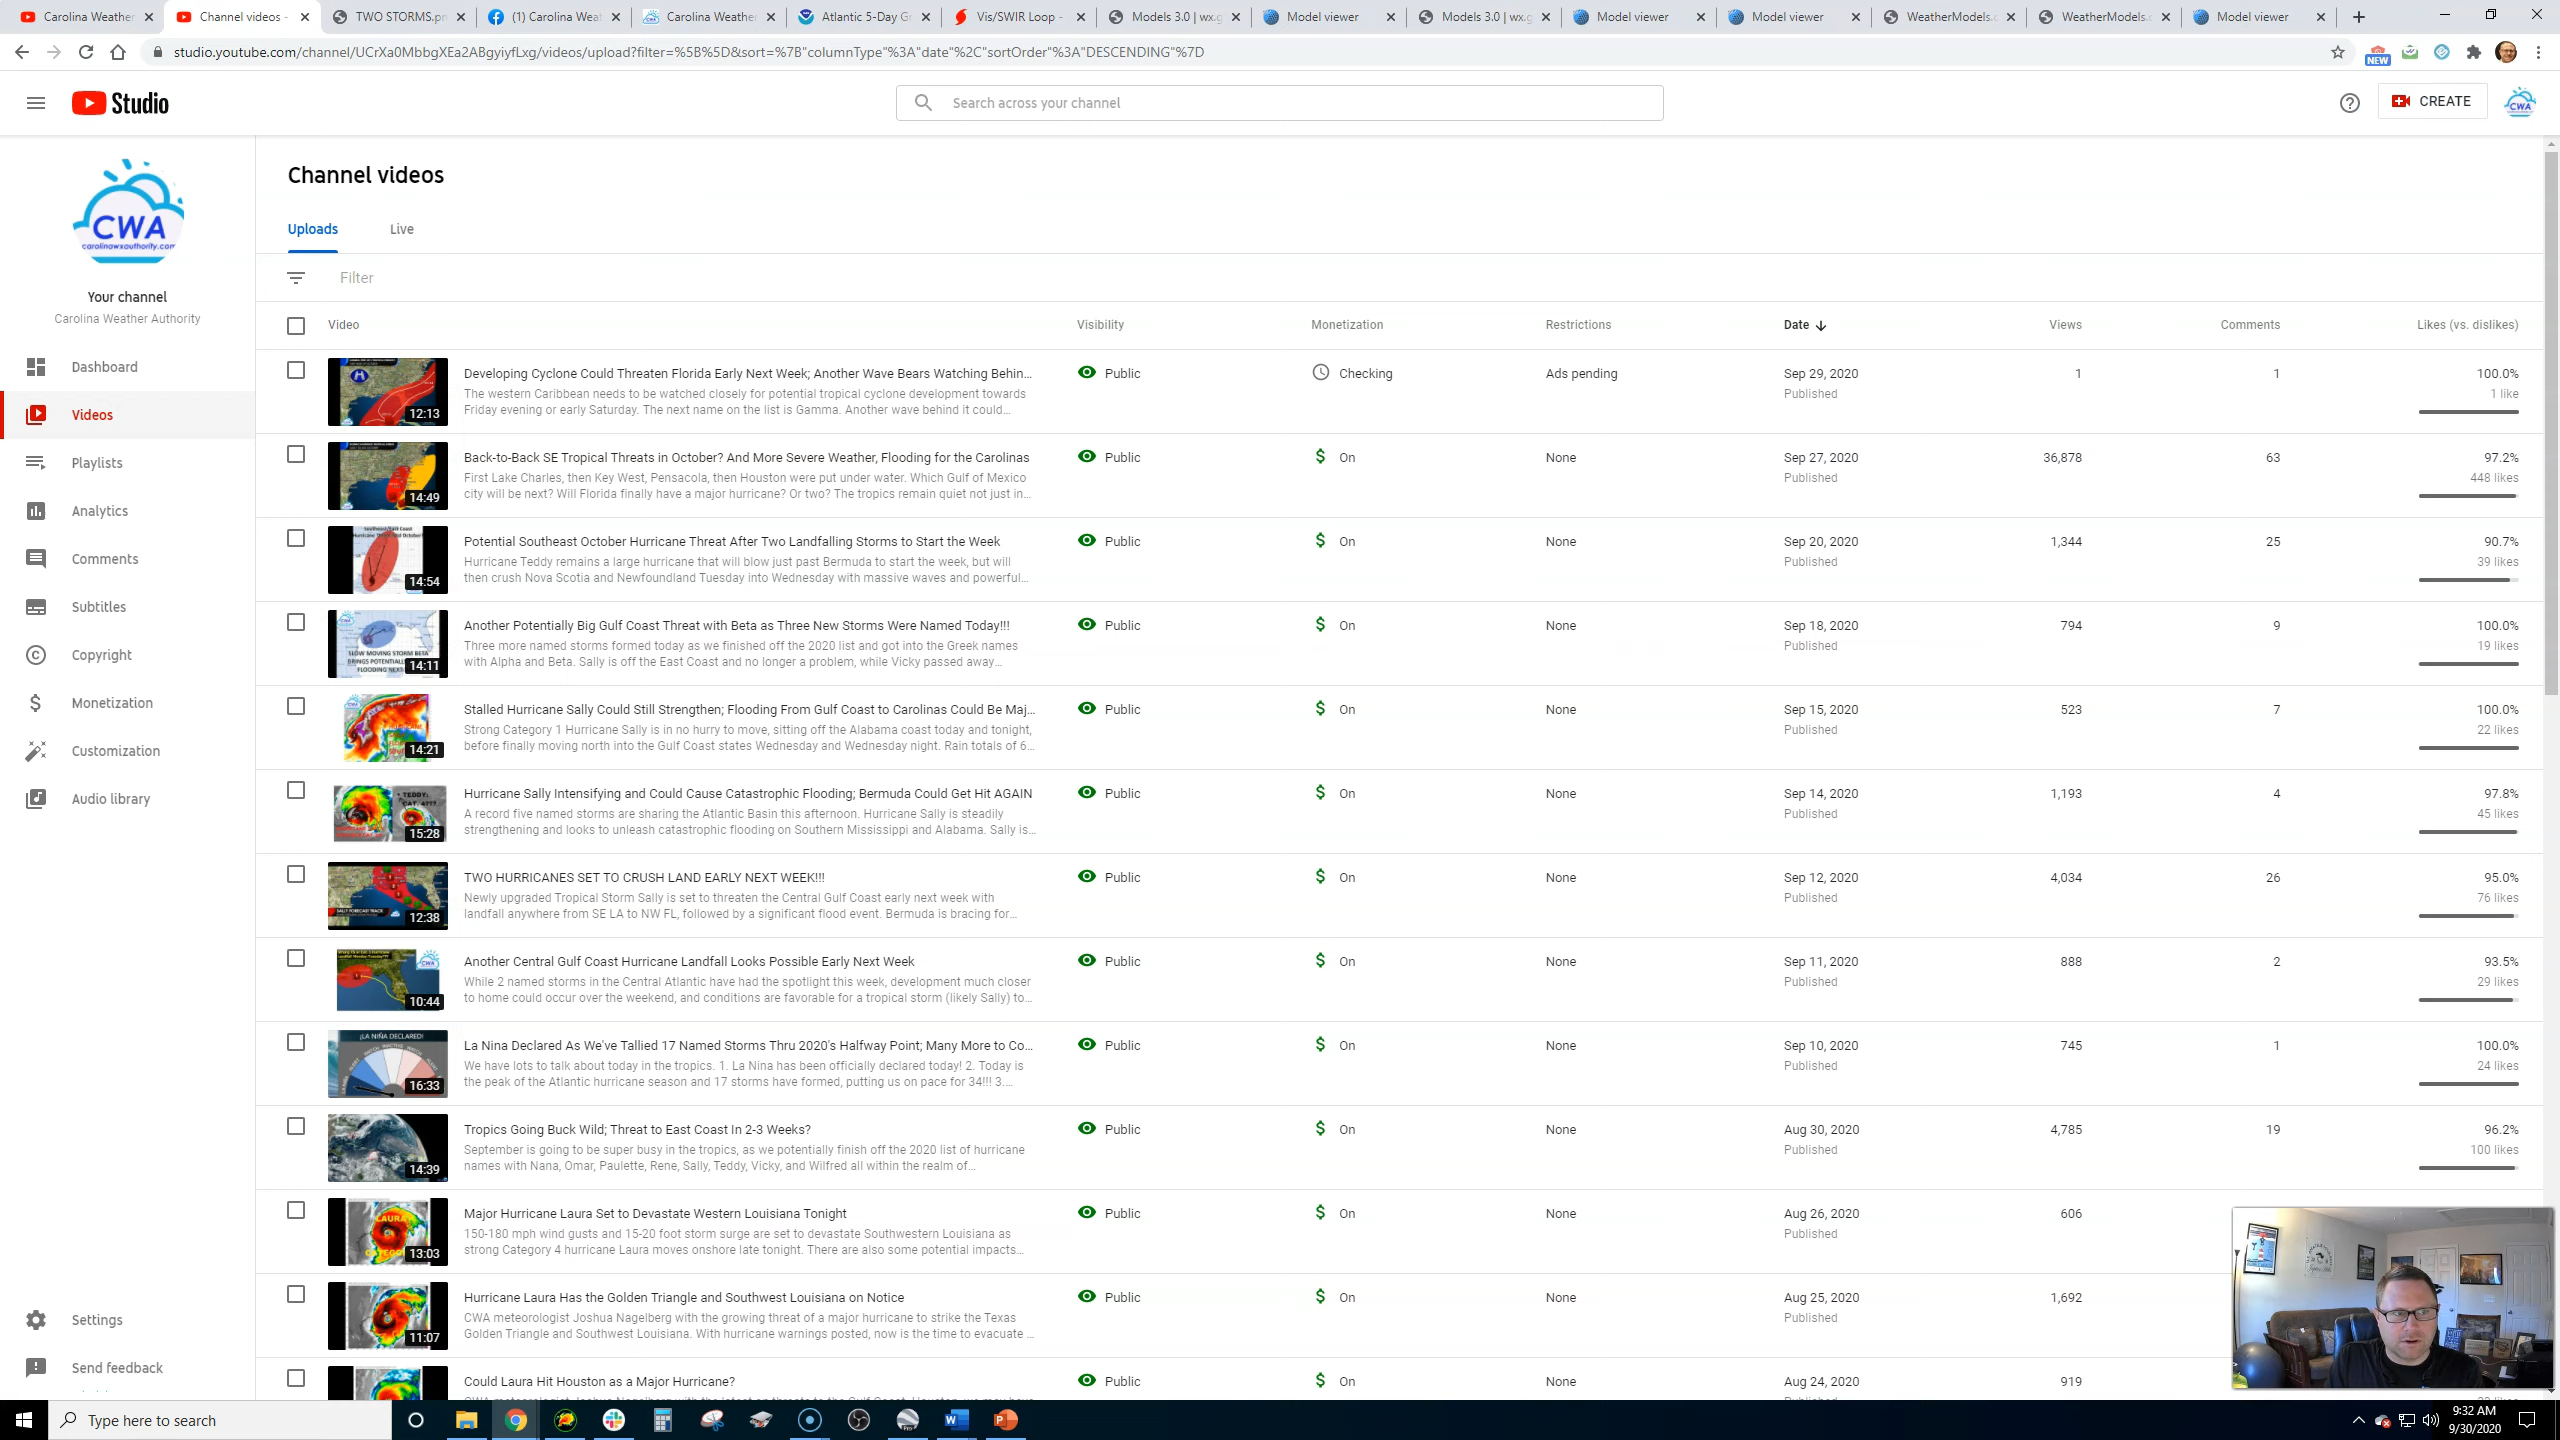 Carolina Weather
Channel videos -
TWO STORMS.pn
(1) Carolina Weat
Carolina Weather
Atlantic 5-Day Gr
Vis/SWIR Loop -
Models 3.0 | wx.g
Model viewer
Models 3.0 | wx.g
Model viewer
Model viewer
WeatherModels.c
WeatherModels.c
Model viewer
studio.youtube.com/channel/UCrXa0MbbgXEa2ABgyiyfLxg/videos/upload?filter=%5B%5D&sort=%7B"columnType"%3A"date"%2C"sortOrder"%3A"DESCENDING"%7D
NEW
Studio
Search across your channel
CREATE
CWA
CWA
carolinawxauthority.com
Your channel
Carolina Weather Authority
Dashboard
Videos
Playlists
Analytics
Comments
Subtitles
Copyright
Monetization
Customization
Audio library
Settings
Send feedback
Channel videos
Uploads Live
Filter
Video Visibility Monetization Restrictions Date Views Comments Likes (vs. dislikes)
12:13
Developing Cyclone Could Threaten Florida Early Next Week; Another Wave Bears Watching Behin… Public Checking Ads pending Sep 29, 2020 1 1 100.0%
The western Caribbean needs to be watched closely for potential tropical cyclone development towards Published 1 like
Friday evening or early Saturday. The next name on the list is Gamma. Another wave behind it could…
14:49
Back-to-Back SE Tropical Threats in October? And More Severe Weather, Flooding for the Carolinas Public On None Sep 27, 2020 36,878 63 97.2%
First Lake Charles, then Key West, Pensacola, then Houston were put under water. Which Gulf of Mexico Published 448 likes
city will be next? Will Florida finally have a major hurricane? Or two? The tropics remain quiet not just in…
14:54
Potential Southeast October Hurricane Threat After Two Landfalling Storms to Start the Week Public On None Sep 20, 2020 1,344 25 90.7%
Hurricane Teddy remains a large hurricane that will blow just past Bermuda to start the week, but will Published 39 likes
then crush Nova Scotia and Newfoundland Tuesday into Wednesday with massive waves and powerful…
SLOW MOVING STORM BETA
BRINGS POTENTIAL
FLOODING NEXT
14:11
Another Potentially Big Gulf Coast Threat with Beta as Three New Storms Were Named Today!!! Public On None Sep 18, 2020 794 9 100.0%
Three more named storms formed today as we finished off the 2020 list and got into the Greek names Published 19 likes
with Alpha and Beta. Sally is off the East Coast and no longer a problem, while Vicky passed away…
14:21
Stalled Hurricane Sally Could Still Strengthen; Flooding From Gulf Coast to Carolinas Could Be Maj… Public On None Sep 15, 2020 523 7 100.0%
Strong Category 1 Hurricane Sally is in no hurry to move, sitting off the Alabama coast today and tonight, Published 22 likes
before finally moving north into the Gulf Coast states Wednesday and Wednesday night. Rain totals of 6…
TEDDY:
15:28
Hurricane Sally Intensifying and Could Cause Catastrophic Flooding; Bermuda Could Get Hit AGAIN Public On None Sep 14, 2020 1,193 4 97.8%
A record five named storms are sharing the Atlantic Basin this afternoon. Hurricane Sally is steadily Published 45 likes
strengthening and looks to unleash catastrophic flooding on Southern Mississippi and Alabama. Sally is…
SALLY FORECAST TRACK
12:38
TWO HURRICANES SET TO CRUSH LAND EARLY NEXT WEEK!!! Public On None Sep 12, 2020 4,034 26 95.0%
Newly upgraded Tropical Storm Sally is set to threaten the Central Gulf Coast early next week with Published 76 likes
landfall anywhere from SE LA to NW FL, followed by a significant flood event. Bermuda is bracing for…
10:44
Another Central Gulf Coast Hurricane Landfall Looks Possible Early Next Week Public On None Sep 11, 2020 888 2 93.5%
While 2 named storms in the Central Atlantic have had the spotlight this week, development much closer Published 29 likes
to home could occur over the weekend, and conditions are favorable for a tropical storm (likely Sally) to…
¡LA NIÑA DECLARED!
16:33
La Nina Declared As We've Tallied 17 Named Storms Thru 2020's Halfway Point; Many More to Co… Public On None Sep 10, 2020 745 1 100.0%
We have lots to talk about today in the tropics. 1. La Nina has been officially declared today! 2. Today is Published 24 likes
the peak of the Atlantic hurricane season and 17 storms have formed, putting us on pace for 34!!! 3.…
14:39
Tropics Going Buck Wild; Threat to East Coast In 2-3 Weeks? Public On None Aug 30, 2020 4,785 19 96.2%
September is going to be super busy in the tropics, as we potentially finish off the 2020 list of hurricane Published 100 likes
names with Nana, Omar, Paulette, Rene, Sally, Teddy, Vicky, and Wilfred all within the realm of…
LAURA
13:03
Major Hurricane Laura Set to Devastate Western Louisiana Tonight Public On None Aug 26, 2020 606
150-180 mph wind gusts and 15-20 foot storm surge are set to devastate Southwestern Louisiana as Published
strong Category 4 hurricane Laura moves onshore late tonight. There are also some potential impacts…
11:07
Hurricane Laura Has the Golden Triangle and Southwest Louisiana on Notice Public On None Aug 25, 2020 1,692
CWA meteorologist Joshua Nagelberg with the growing threat of a major hurricane to strike the Texas Published
Golden Triangle and Southwest Louisiana. With hurricane warnings posted, now is the time to evacuate …
Could Laura Hit Houston as a Major Hurricane? Public On None Aug 24, 2020 919
Type here to search
9:32 AM
9/30/2020